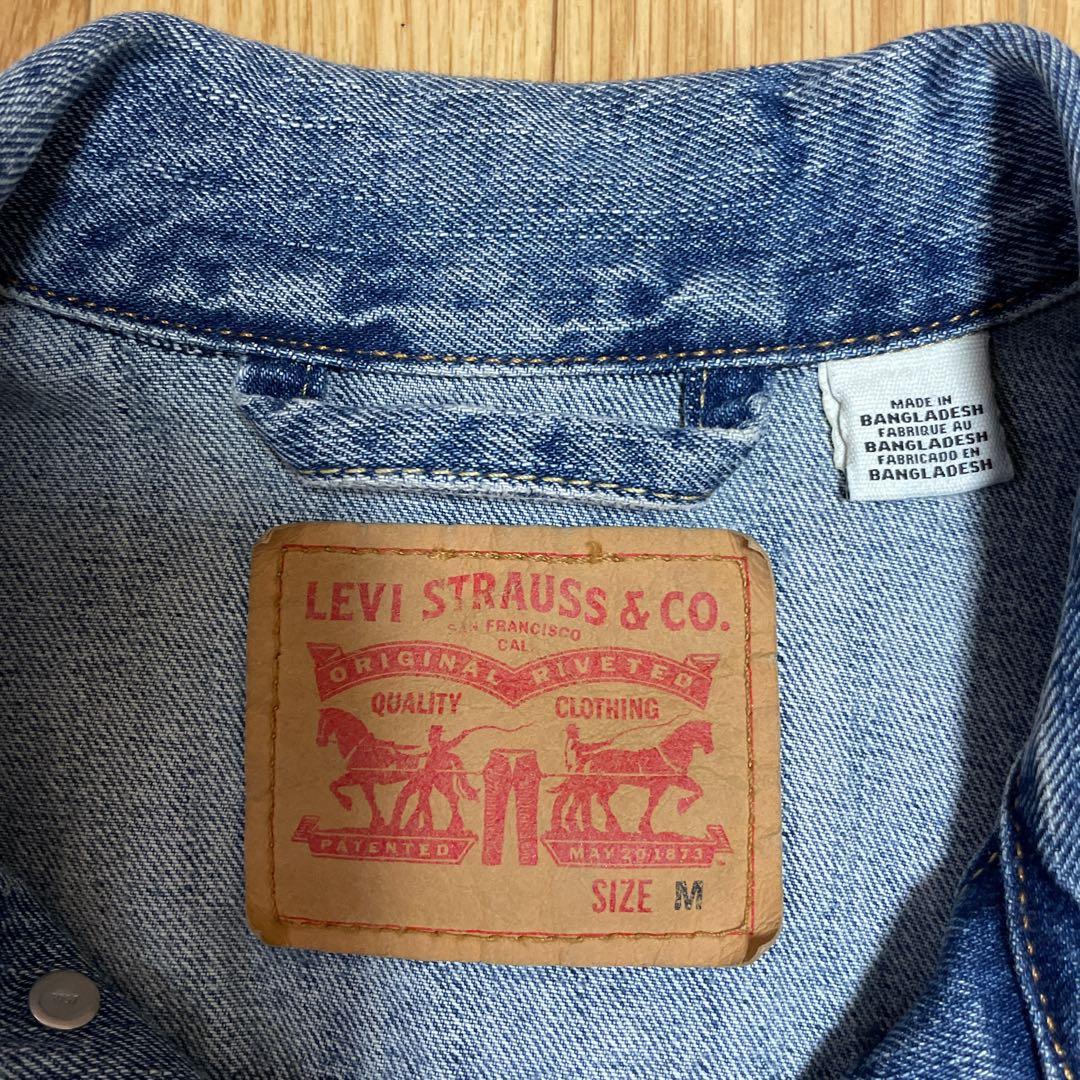 MADE IN
BANGLADESH
FABRIQUE AU
BANGLADESH
FABRICADO EN
BANGLADESH
LEVI STRAUSS & CO.
SAN FRANCISCO
CAL
ORIGINAL RIVETED
QUALITY CLOTHING
PATENTED MAY 20 1873
SIZE M